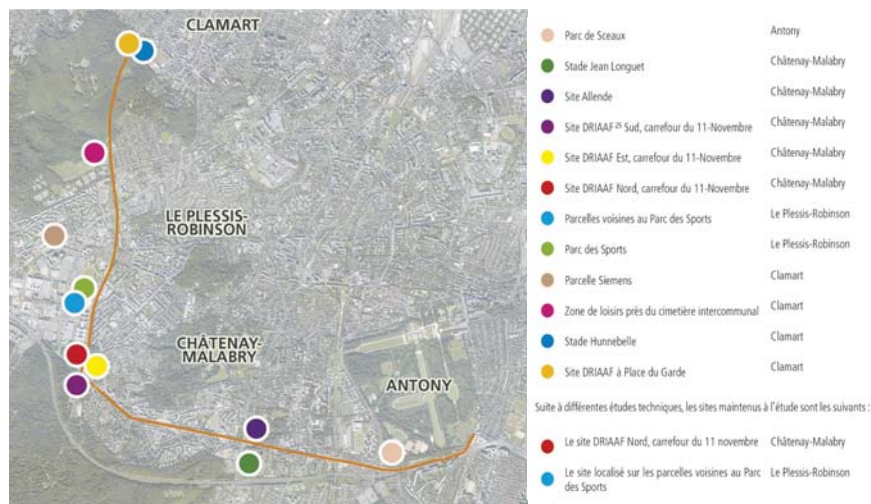 CLAMART
LE PLESSIS-
ROBINSON
CHÂTENAY-
MALABRY
ANTONY
Parc de Sceaux Antony
Stade Jean Longuet Châtenay-Malabry
Site Allende Châtenay-Malabry
Site DRIAAF²⁵ Sud, carrefour du 11-Novembre Châtenay-Malabry
Site DRIAAF Est, carrefour du 11-Novembre Châtenay-Malabry
Site DRIAAF Nord, carrefour du 11-Novembre Châtenay-Malabry
Parcelles voisines au Parc des Sports Le Plessis-Robinson
Parc des Sports Le Plessis-Robinson
Parcelle Siemens Clamart
Zone de loisirs près du cimetière intercommunal Clamart
Stade Hunnebelle Clamart
Site DRIAAF à Place du Garde Clamart
Suite à différentes études techniques, les sites maintenus à l'étude sont les suivants :
Le site DRIAAF Nord, carrefour du 11 novembre Châtenay-Malabry
Le site localisé sur les parcelles voisines au Parc Le Plessis-Robinson
des Sports